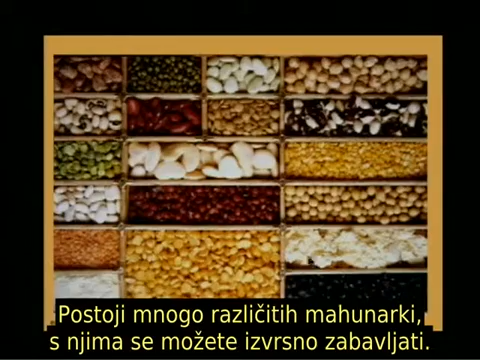 Postoji mnogo različitih mahunarki,
s njima se možete izvrsno zabavljati.